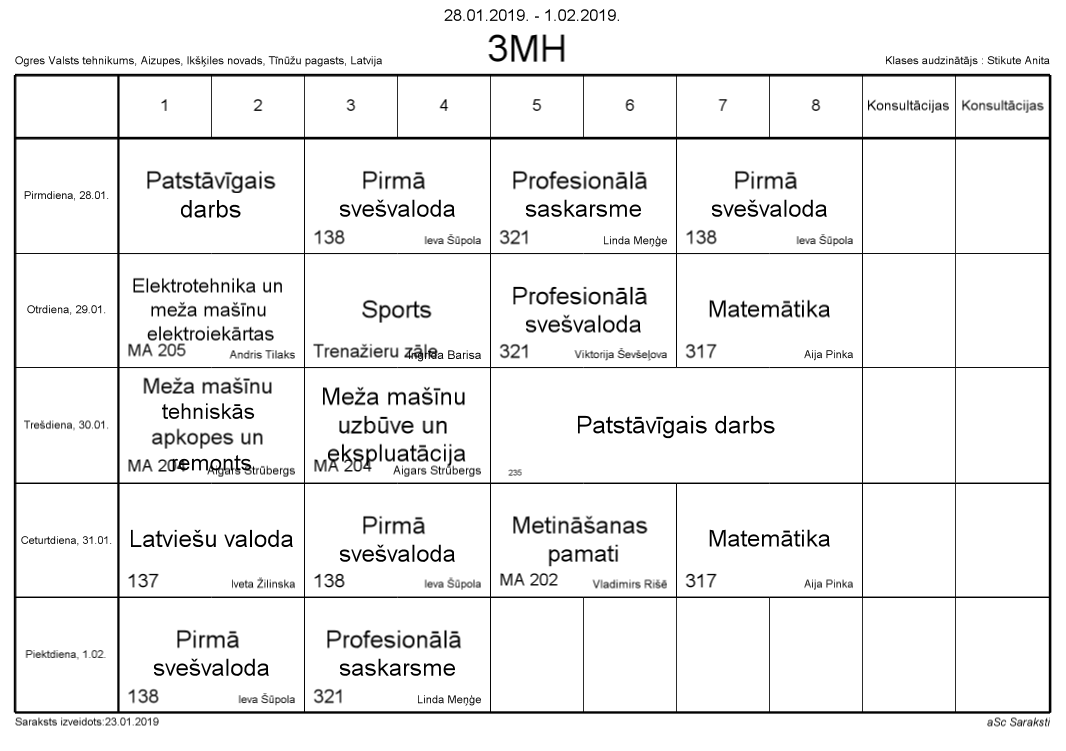 28.01.2019. - 1.02.2019.
3MH
Ogres Valsts tehnikums, Aizupes, Ikšķiles novads, Tīnūžu pagasts, Latvija
Klases audzinātājs : Stikute Anita
1 2 3 4 5 6 7 8 Konsultācijas Konsultācijas
Pirmdiena, 28.01.
Patstāvīgais
darbs
Pirmā
svešvaloda
138 Ieva Šūpola
Profesionālā
saskarsme
321 Linda Meņģe
Pirmā
svešvaloda
138 Ieva Šūpola
Otrdiena, 29.01.
Elektrotehnika un
meža mašīnu
elektroiekārtas
MA 205 Andris Tilaks
Sports
Trenažieru zāle Ingrīda Barisa
Profesionālā
svešvaloda
321 Viktorija Ševšeļova
Matemātika
317 Aija Pinka
Trešdiena, 30.01.
Meža mašīnu
tehniskās
apkopes un
remonts
MA 204 Aigars Strūbergs
Meža mašīnu
uzbūve un
ekspluatācija
MA 204 Aigars Strūbergs
Patstāvīgais darbs
235
Ceturtdiena, 31.01.
Latviešu valoda
137 Iveta Žilinska
Pirmā
svešvaloda
138 Ieva Šūpola
Metināšanas
pamati
MA 202 Vladimirs Rišē
Matemātika
317 Aija Pinka
Piektdiena, 1.02.
Pirmā
svešvaloda
138 Ieva Šūpola
Profesionālā
saskarsme
321 Linda Meņģe
Saraksts izveidots:23.01.2019
aSc Saraksti